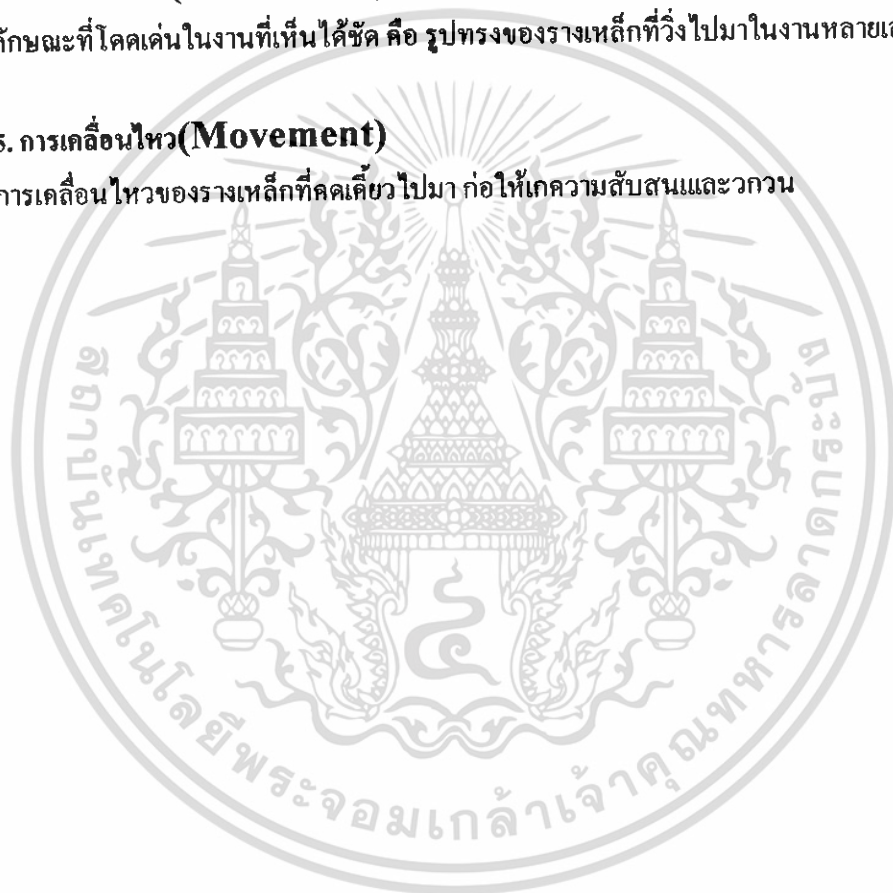 ักษณะที่โดดเด่นในงานที่เห็นได้ชัด คือ รูปทรงของรางเหล็กที่วิ่งไปมาในงานหลายเ
5. การเคลื่อนไหว(Movement)
การเคลื่อนไหวของรางเหล็กที่คดเคี้ยวไปมา ก่อให้เกความสับสนและวกวน
สถาบันเทคโนโลยีพระจอมเกล้าเจ้าคุณทหารลาดกระบัง